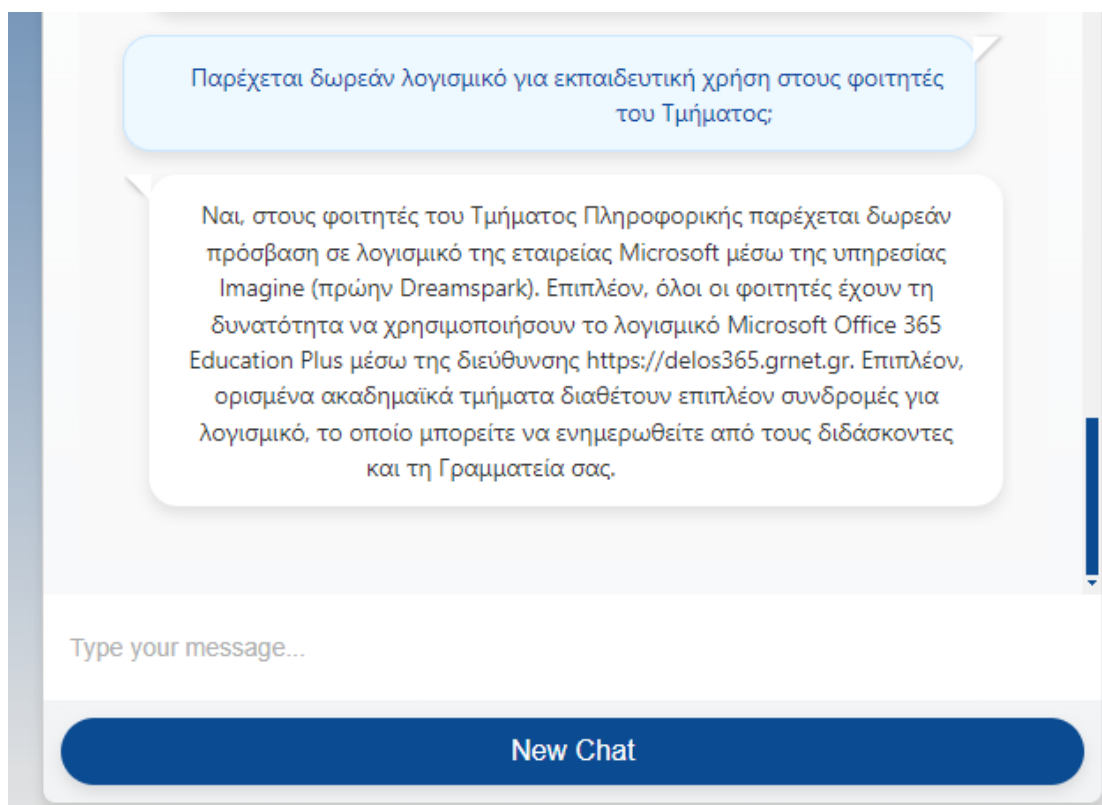 Παρέχεται δωρεάν λογισμικό για εκπαιδευτική χρήση στους φοιτητές
του Τμήματος;
Ναι, στους φοιτητές του Τμήματος Πληροφορικής παρέχεται δωρεάν
πρόσβαση σε λογισμικό της εταιρείας Microsoft μέσω της υπηρεσίας
Imagine (πρώην Dreamspark). Επιπλέον, όλοι οι φοιτητές έχουν τη
δυνατότητα να χρησιμοποιήσουν το λογισμικό Microsoft Office 365
Education Plus μέσω της διεύθυνσης https://delos365.grnet.gr. Επιπλέον,
ορισμένα ακαδημαϊκά τμήματα διαθέτουν επιπλέον συνδρομές για
λογισμικό, το οποίο μπορείτε να ενημερωθείτε από τους διδάσκοντες
και τη Γραμματεία σας.
Type your message...
New Chat